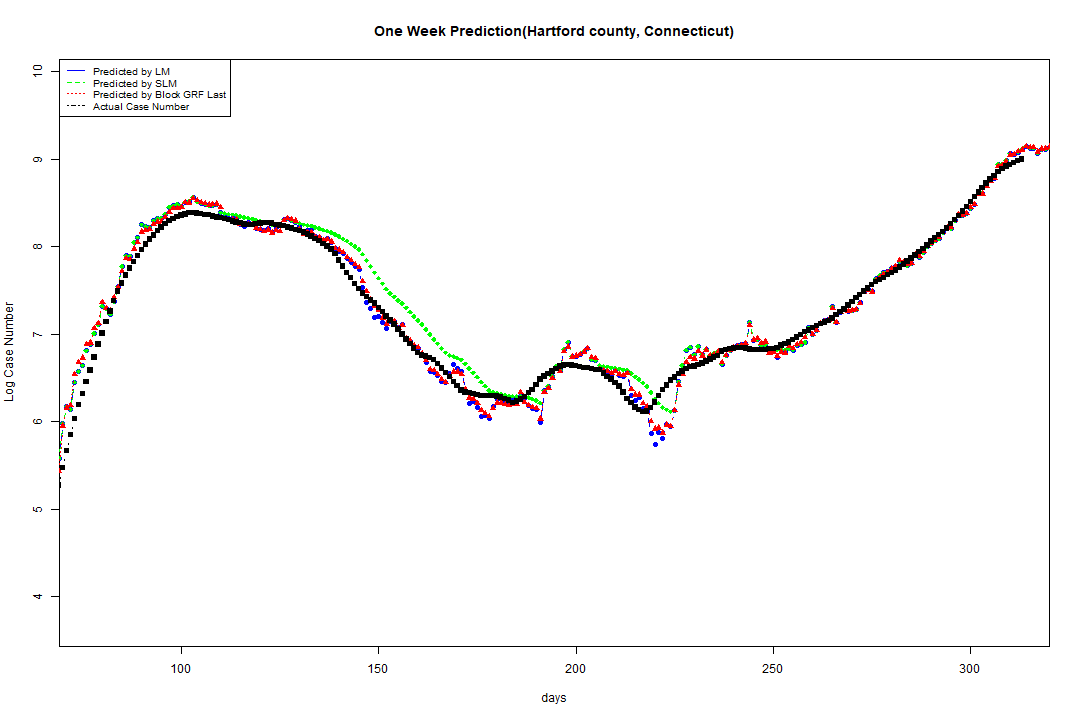 One Week Prediction(Hartford county, Connecticut)
Predicted by LM
Predicted by SLM
Predicted by Block GRF Last
Actual Case Number
10
9
8
7
6
5
4
Log Case Number
100 150 200 250 300
days